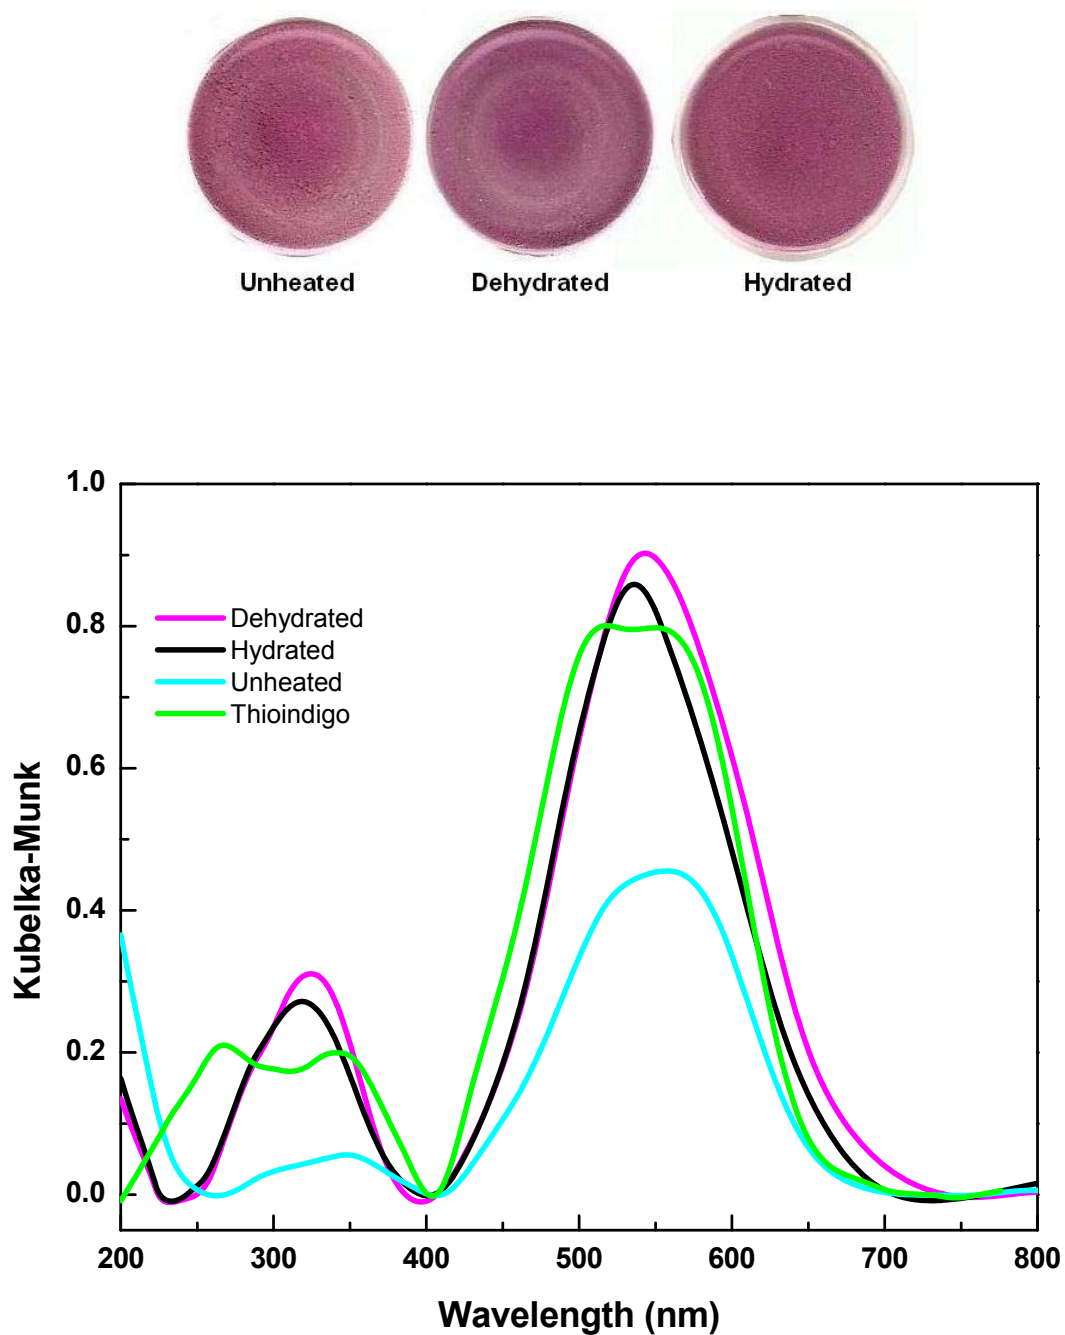 Unheated Dehydrated Hydrated
1.0
0.8
0.6
0.4
0.2
0.0
Kubelka-Munk
Dehydrated
Hydrated
Unheated
Thioindigo
200 300 400 500 600 700 800
Wavelength (nm)